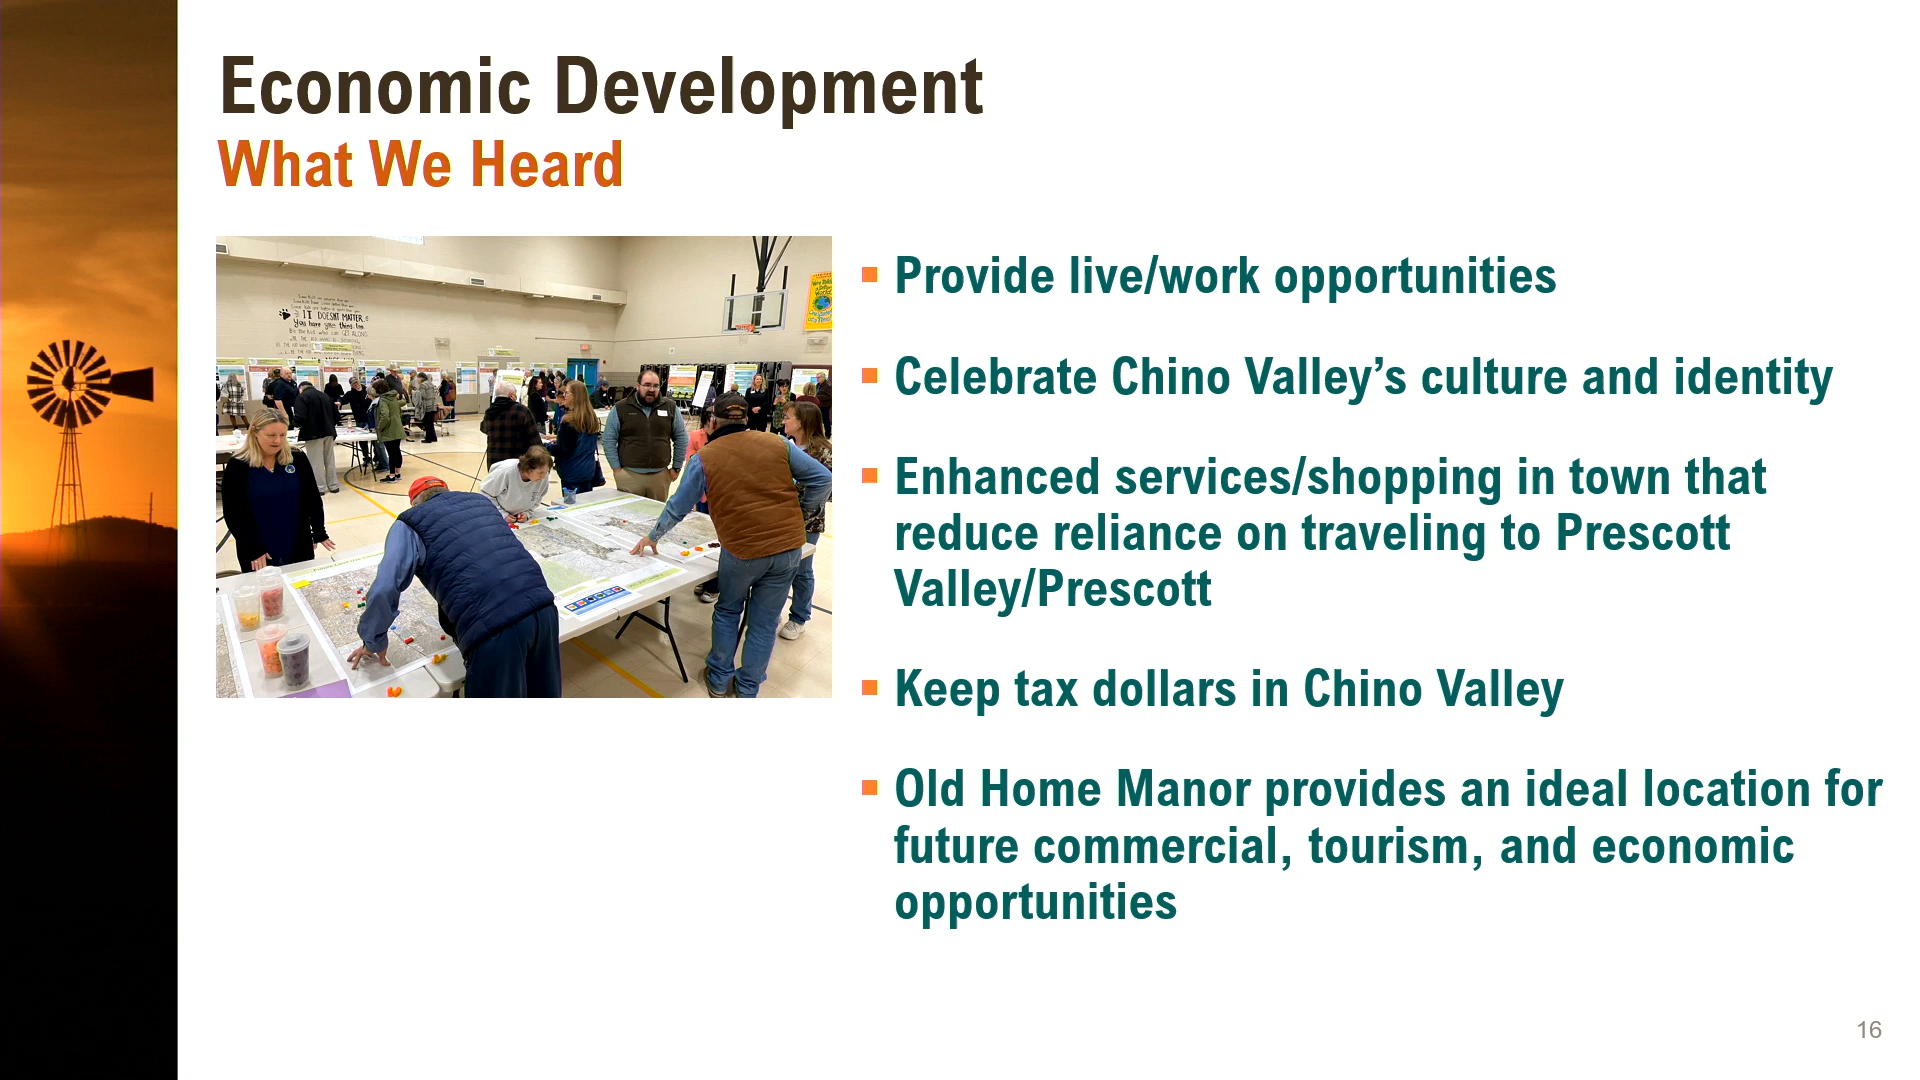 Economic Development
What We Heard
IT DOESN'T MATTER
▪ Provide live/work opportunities
▪ Celebrate Chino Valley’s culture and identity
▪ Enhanced services/shopping in town that
reduce reliance on traveling to Prescott
Valley/Prescott
▪ Keep tax dollars in Chino Valley
▪ Old Home Manor provides an ideal location for
future commercial, tourism, and economic
opportunities
16